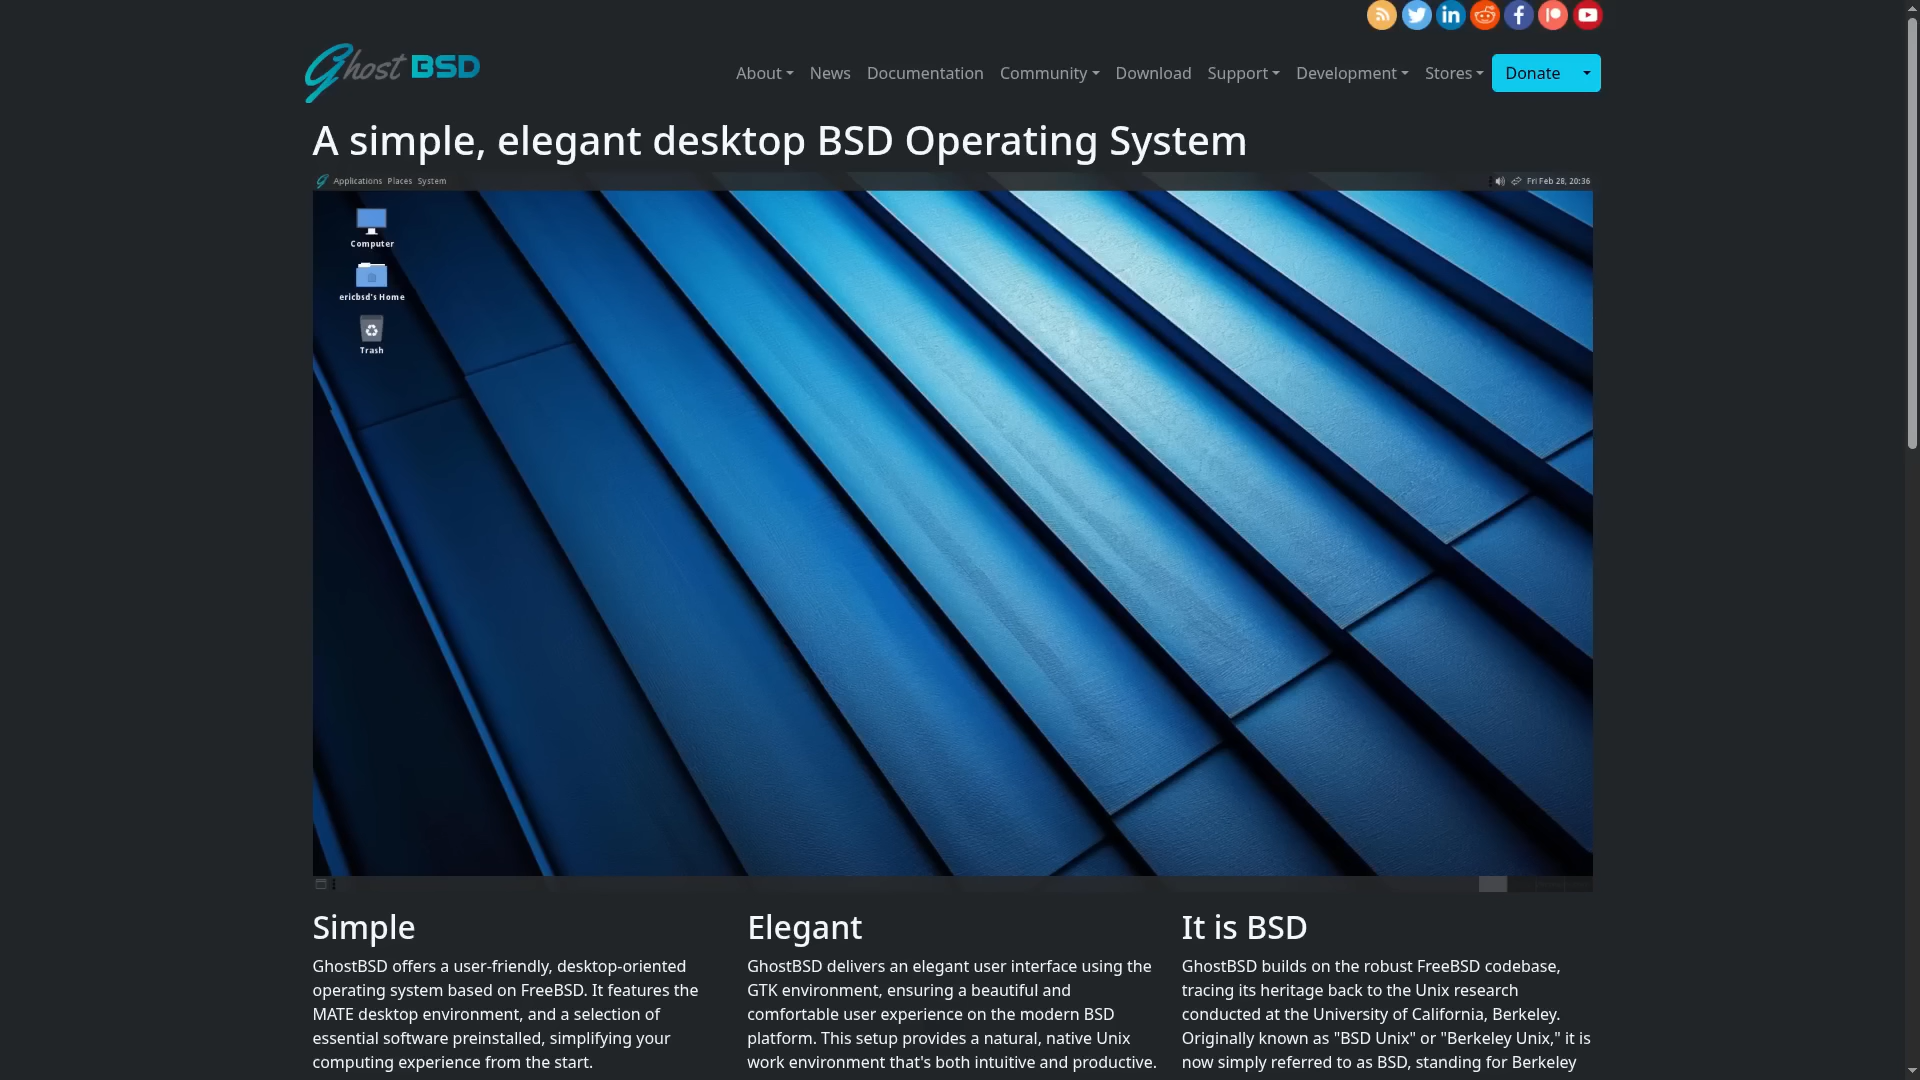 Ghost BSD
About
News
Documentation
Community
Download
Support
Development
Stores
Donate
A simple, elegant desktop BSD Operating System
Applications Places System
Fri Feb 28, 20:36
Computer
ericbsd's Home
Trash
Simple
GhostBSD offers a user-friendly, desktop-oriented
operating system based on FreeBSD. It features the
MATE desktop environment, and a selection of
essential software preinstalled, simplifying your
computing experience from the start.
Elegant
GhostBSD delivers an elegant user interface using the
GTK environment, ensuring a beautiful and
comfortable user experience on the modern BSD
platform. This setup provides a natural, native Unix
work environment that's both intuitive and productive.
It is BSD
GhostBSD builds on the robust FreeBSD codebase,
tracing its heritage back to the Unix research
conducted at the University of California, Berkeley.
Originally known as "BSD Unix" or "Berkeley Unix," it is
now simply referred to as BSD, standing for Berkeley